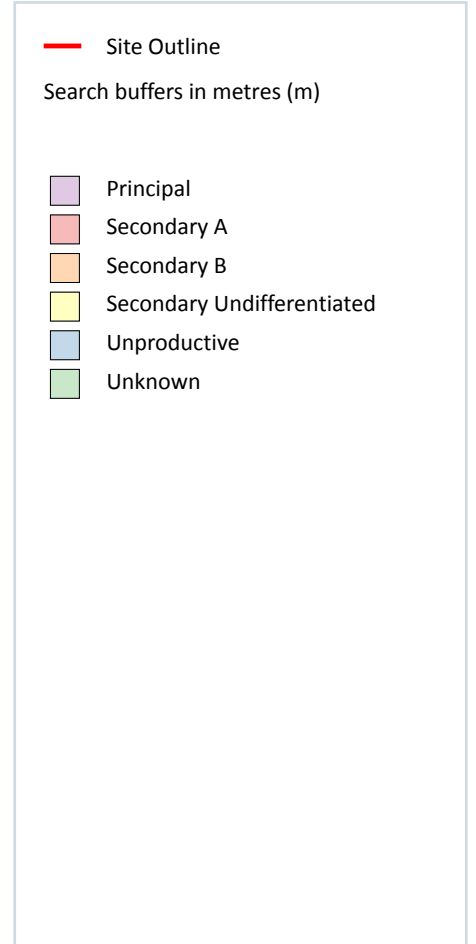 Site Outline
Search buffers in metres (m)
Principal
Secondary A
Secondary B
Secondary Undifferentiated
Unproductive
Unknown